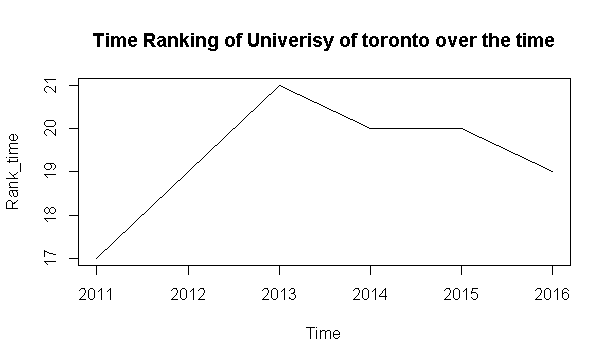 Time Ranking of Univerisy of toronto over the time
Rank_time
21
20
19
18
17
2011 2012 2013 2014 2015 2016
Time